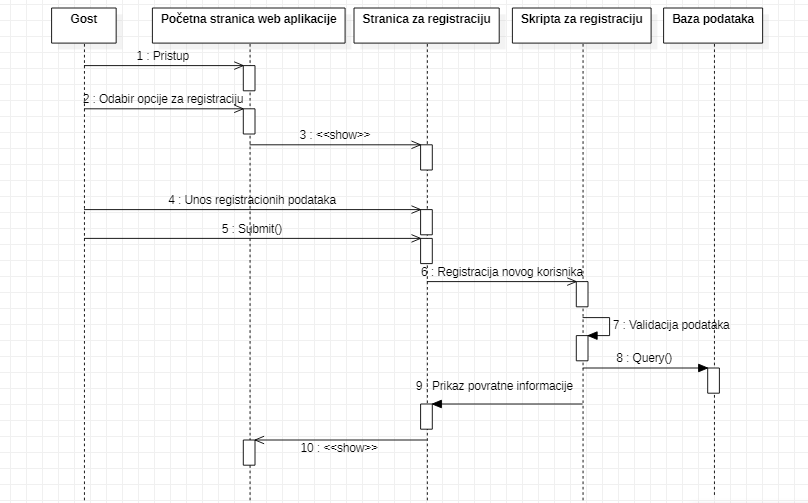 Gost
Početna stranica web aplikacije
Stranica za registraciju
Skripta za registraciju
Baza podataka
1 : Pristup
2 : Odabir opcije za registraciju
3 : <<show>>
4 : Unos registracionih podataka
5 : Submit()
6 : Registracija novog korisnika
7 : Validacija podataka
8 : Query()
9 : Prikaz povratne informacije
10 : <<show>>